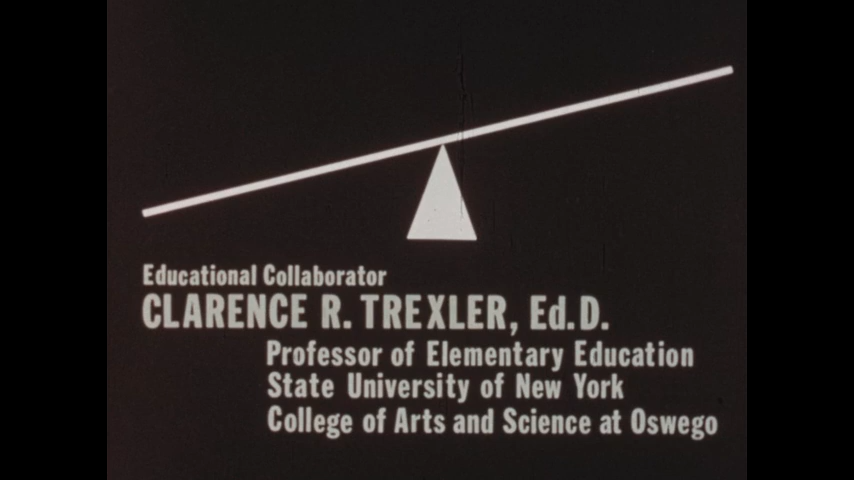 Educational Collaborator
CLARENCE R. TREXLER, Ed.D.
Professor of Elementary Education
State University of New York
College of Arts and Science at Oswego